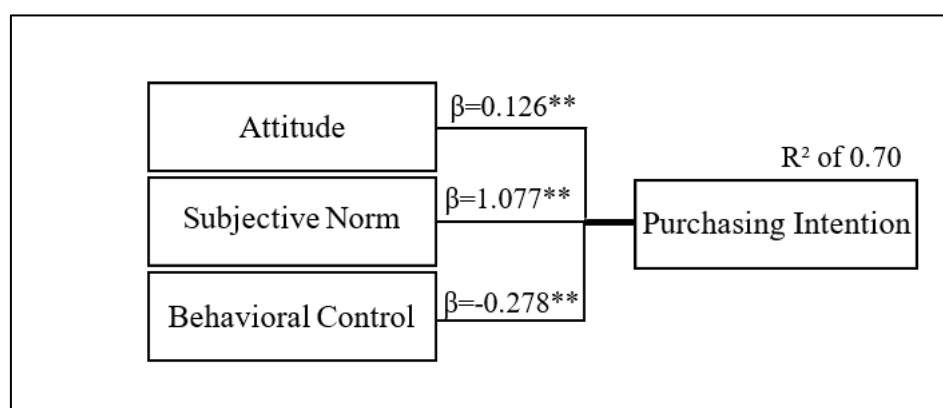 Attitude
β=0.126**
Subjective Norm
β=1.077**
Behavioral Control
β=-0.278**
R² of 0.70
Purchasing Intention